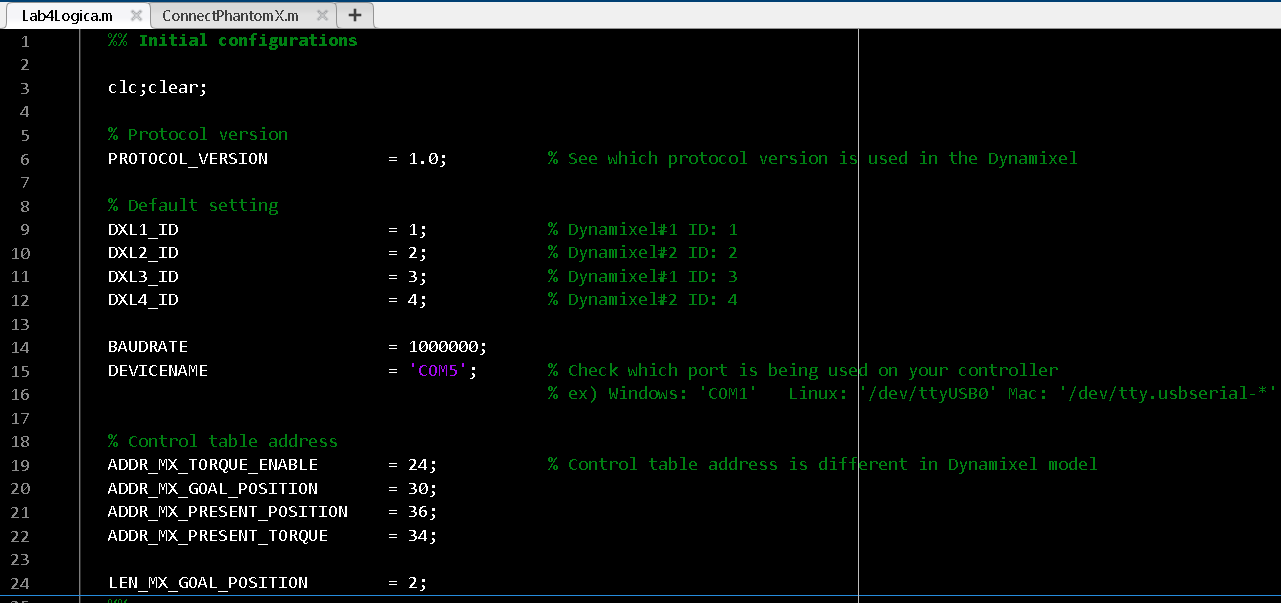 Lab4Logica.m × ConnectPhantomX.m × +
1 %% Initial configurations
2
3 clc;clear;
4
5 % Protocol version
6 PROTOCOL_VERSION = 1.0; % See which protocol version is used in the Dynamixel
7
8 % Default setting
9 DXL1_ID = 1; % Dynamixel#1 ID: 1
10 DXL2_ID = 2; % Dynamixel#2 ID: 2
11 DXL3_ID = 3; % Dynamixel#1 ID: 3
12 DXL4_ID = 4; % Dynamixel#2 ID: 4
13
14 BAUDRATE = 1000000;
15 DEVICENAME = 'COM5'; % Check which port is being used on your controller
16 % ex) Windows: 'COM1' Linux: '/dev/ttyUSB0' Mac: '/dev/tty.usbserial-*'
17
18 % Control table address
19 ADDR_MX_TORQUE_ENABLE = 24; % Control table address is different in Dynamixel model
20 ADDR_MX_GOAL_POSITION = 30;
21 ADDR_MX_PRESENT_POSITION = 36;
22 ADDR_MX_PRESENT_TORQUE = 34;
23
24 LEN_MX_GOAL_POSITION = 2;